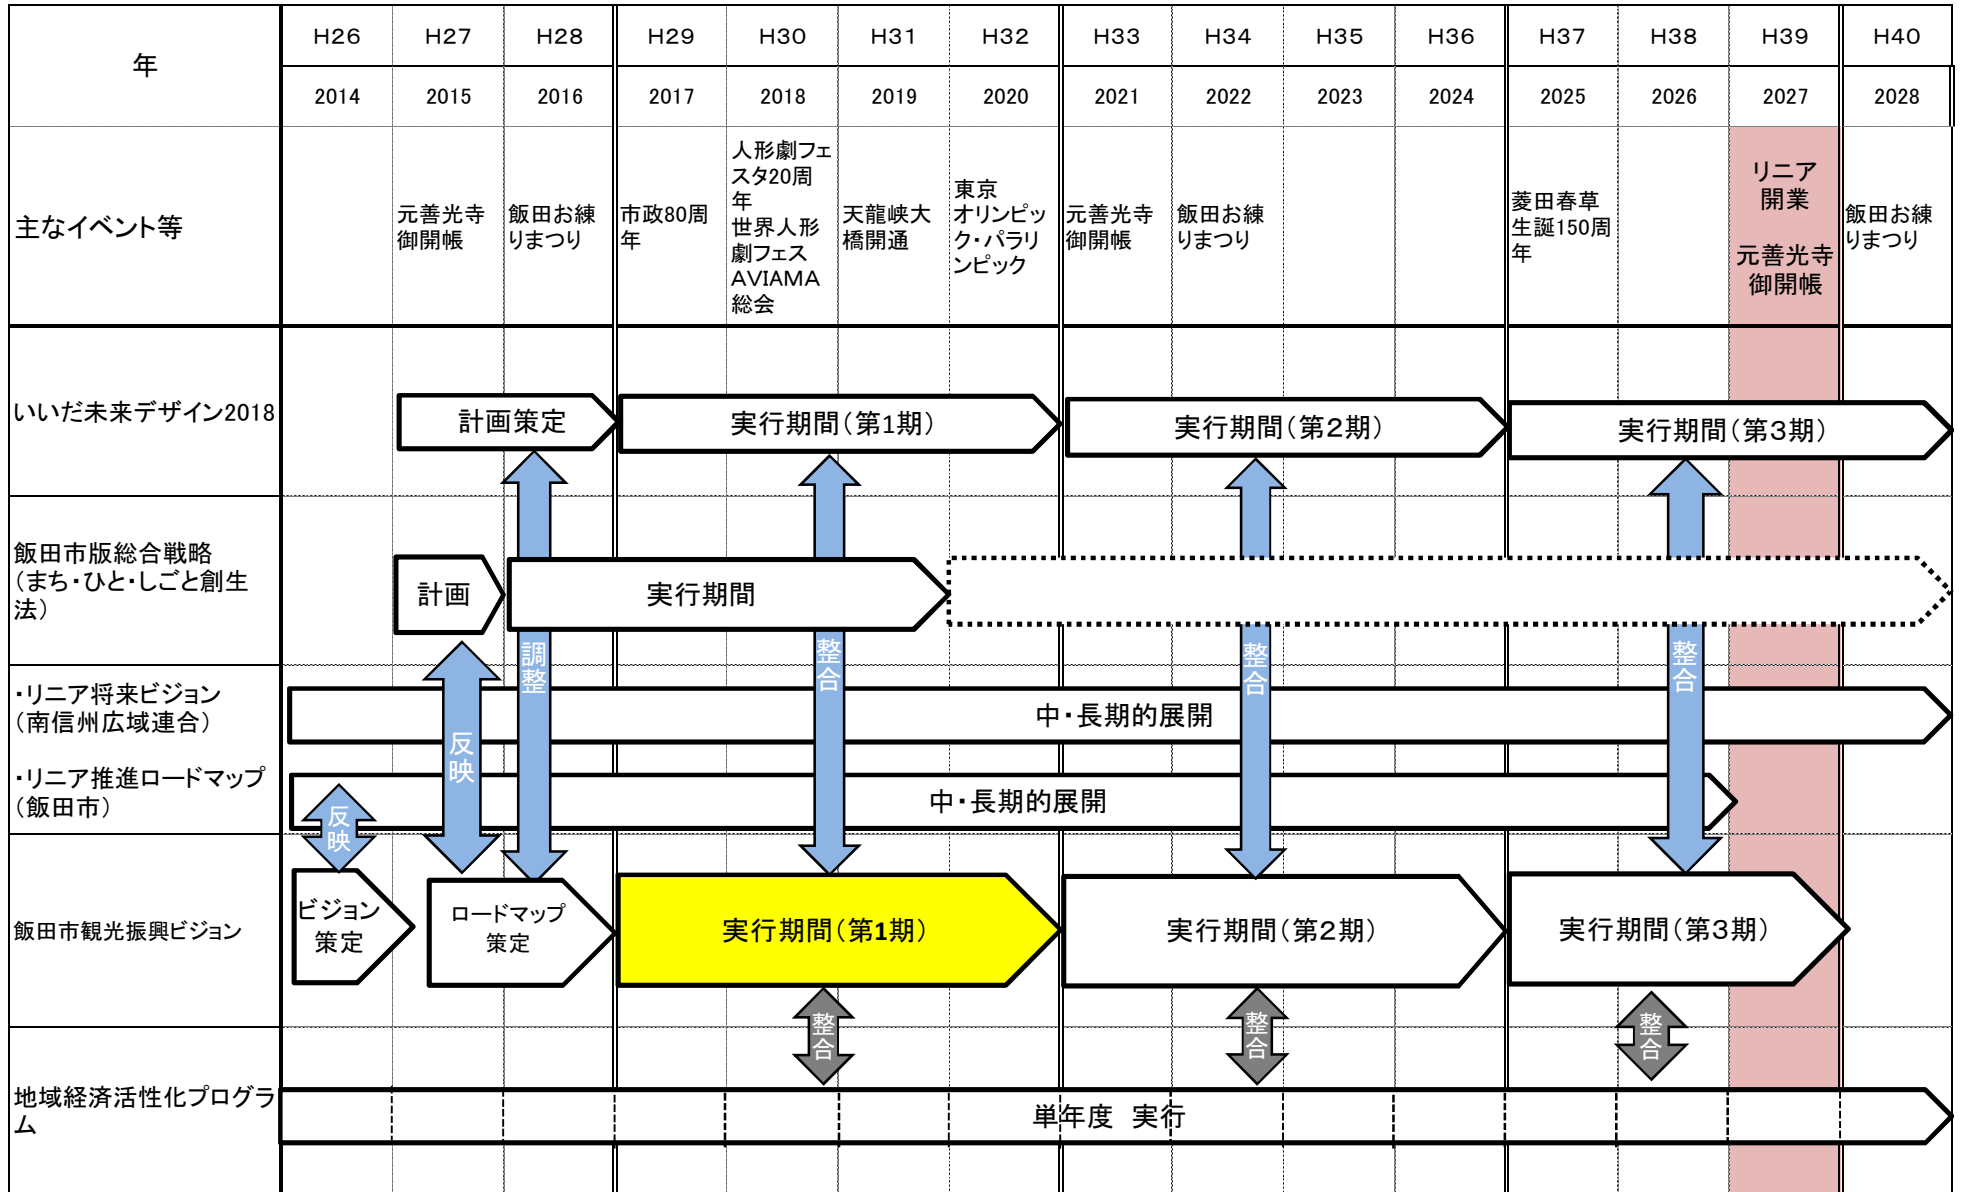 年
H26 H27 H28 H29 H30 H31 H32 H33 H34 H35 H36 H37 H38 H39 H40
2014 2015 2016 2017 2018 2019 2020 2021 2022 2023 2024 2025 2026 2027 2028
主なイベント等
元善光寺
御開帳
飯田お練
りまつり
市政80周
年
人形劇フェ
スタ20周
年
世界人形
劇フェス
AVIAMA
総会
天龍峡大
橋開通
東京
オリンピッ
ク・パラリ
ンピック
元善光寺
御開帳
飯田お練
りまつり
菱田春草
生誕150周
年
リニア
開業
元善光寺
御開帳
飯田お練
りまつり
いいだ未来デザイン2018
計画策定
実行期間(第1期)
実行期間(第2期)
実行期間(第3期)
飯田市版総合戦略
(まち・ひと・しごと創生
法)
計画
実行期間
調整
整合
整合
整合
・リニア将来ビジョン
(南信州広域連合)
中・長期的展開
反映
・リニア推進ロードマップ
(飯田市)
中・長期的展開
反映
飯田市観光振興ビジョン
ビジョン
策定
ロードマップ
策定
実行期間(第1期)
実行期間(第2期)
実行期間(第3期)
整合
整合
整合
地域経済活性化プログラ
ム
単年度 実行